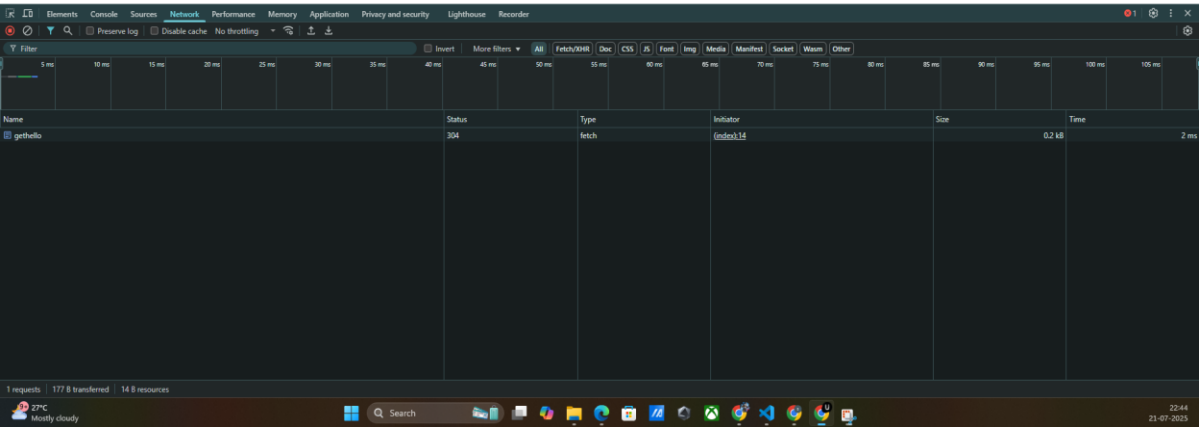 Elements Console Sources Network Performance Memory Application Privacy and security Lighthouse Recorder 1
Preserve log Disable cache No throttling
Filter Invert More filters ▼ All Fetch/XHR Doc CSS JS Font Img Media Manifest Socket Wasm Other
5 ms 10 ms 15 ms 20 ms 25 ms 30 ms 35 ms 40 ms 45 ms 50 ms 55 ms 60 ms 65 ms 70 ms 75 ms 80 ms 85 ms 90 ms 95 ms 100 ms 105 ms
Name Status Type Initiator Size Time
gethello 304 fetch (index):14 0.2 kB 2 ms
1 requests 177 B transferred 14 B resources
9+ 27°C Search U 22:44
Mostly cloudy 21-07-2025